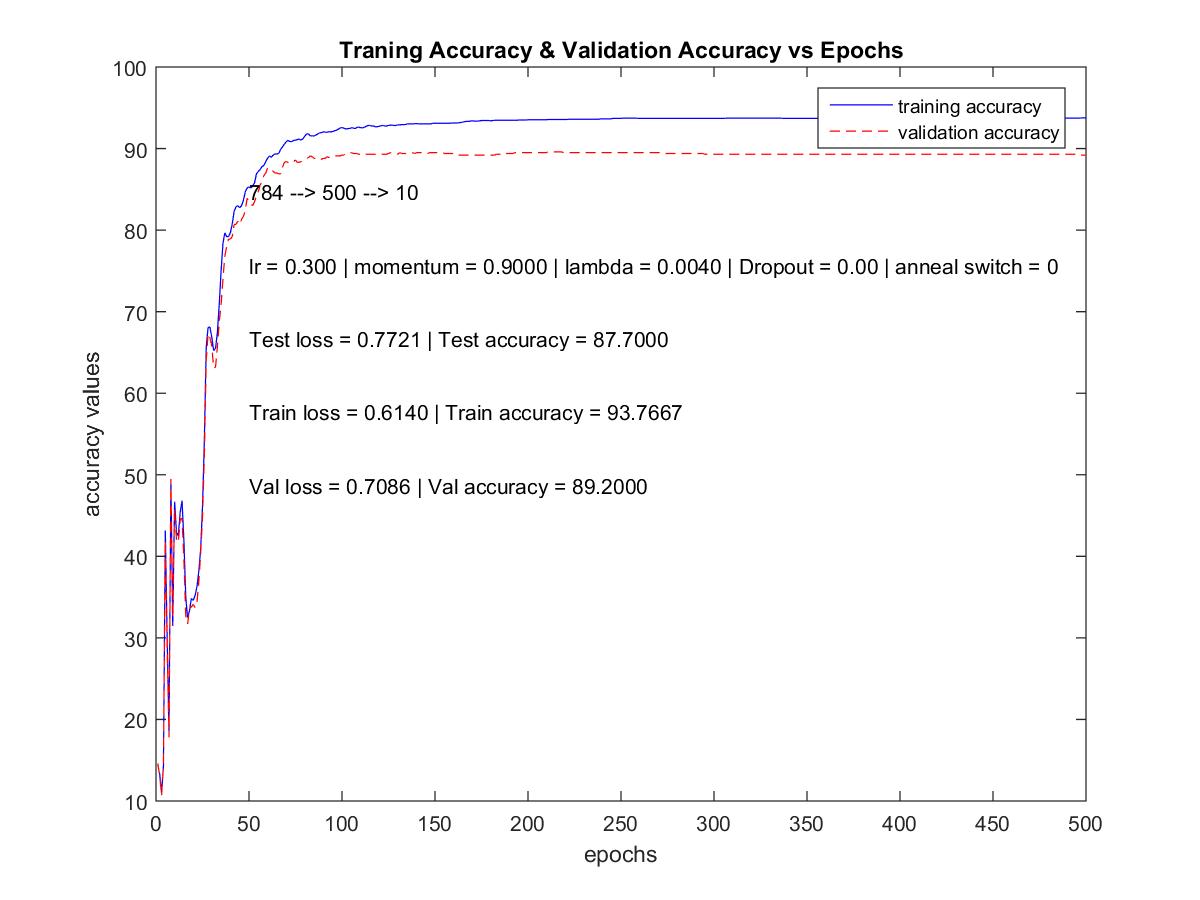 Traning Accuracy & Validation Accuracy vs Epochs
100
90
80
70
60
50
40
30
20
10
accuracy values
training accuracy
validation accuracy
784 --> 500 --> 10
lr = 0.300 | momentum = 0.9000 | lambda = 0.0040 | Dropout = 0.00 | anneal switch = 0
Test loss = 0.7721 | Test accuracy = 87.7000
Train loss = 0.6140 | Train accuracy = 93.7667
Val loss = 0.7086 | Val accuracy = 89.2000
0 50 100 150 200 250 300 350 400 450 500
epochs